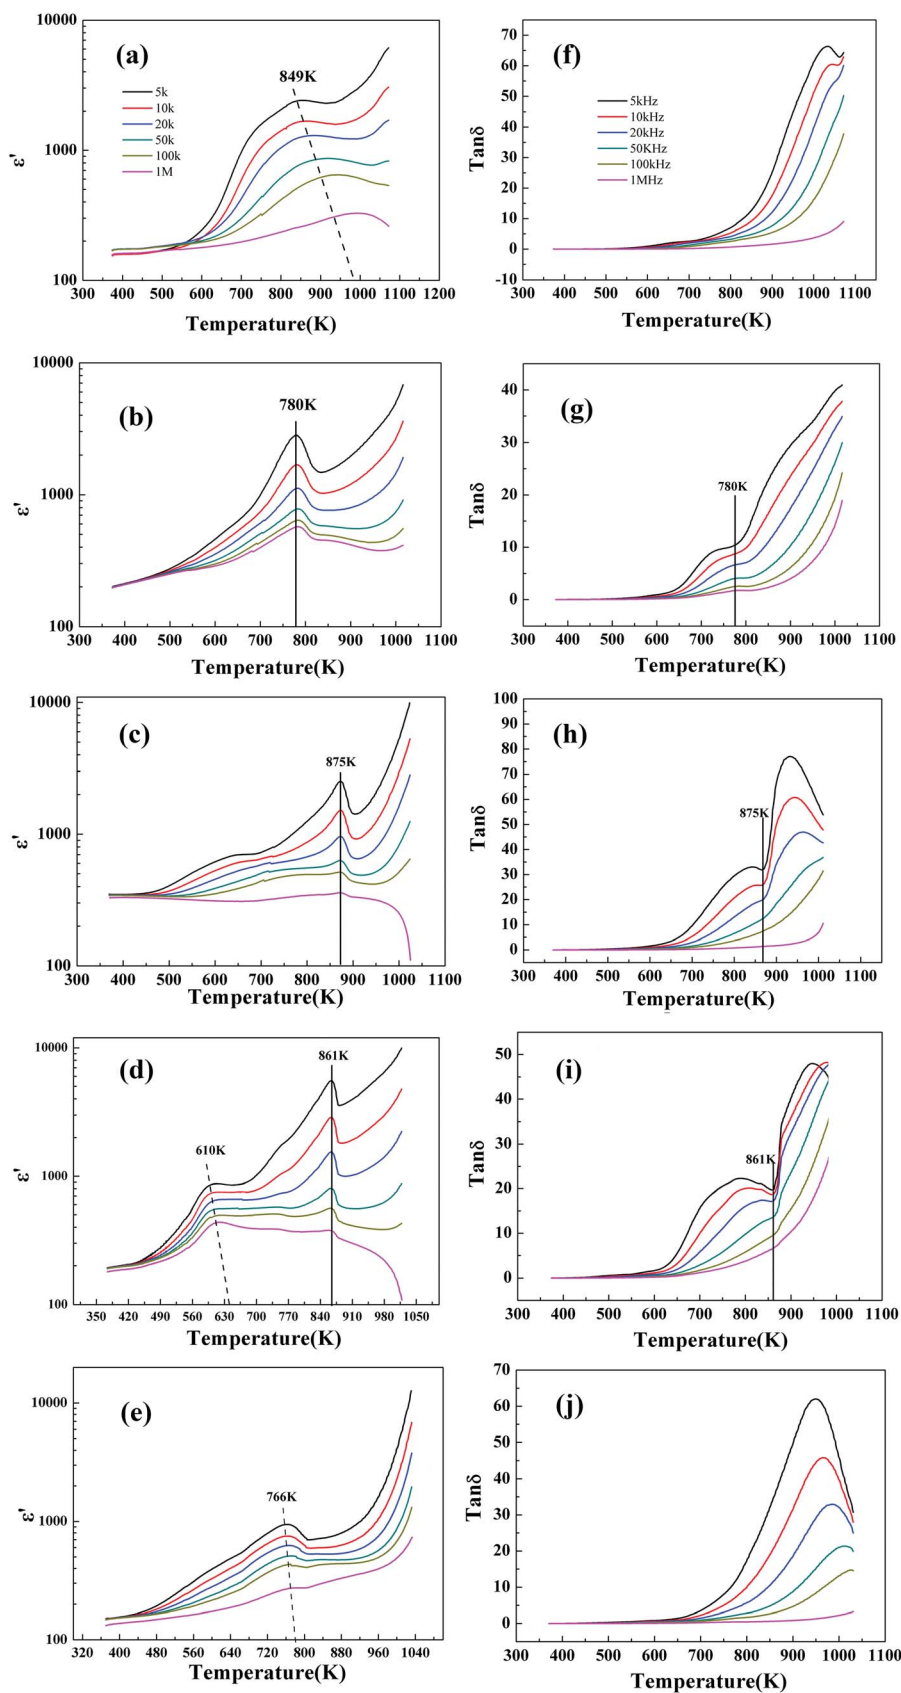 10000
1000
100
ε'
(a)
849K
5k
10k
20k
50k
100k
1M
300 400 500 600 700 800 900 1000 1100 1200
Temperature(K)
70
60
50
40
30
20
10
0
-10
Tanδ
(f)
5kHz
10kHz
20kHz
50KHz
100kHz
1MHz
300 500 700 900 1100
Temperature(K)
10000
1000
100
ε'
(b)
780K
300 400 500 600 700 800 900 1000 1100
Temperature(K)
40
30
20
10
0
Tanδ
(g)
780K
300 400 500 600 700 800 900 1000 1100
Temperature(K)
10000
1000
100
ε'
(c)
875K
300 400 500 600 700 800 900 1000 1100
Temperature(K)
100
90
80
70
60
50
40
30
20
10
0
Tanδ
(h)
875K
300 400 500 600 700 800 900 1000 1100
Temperature(K)
10000
1000
100
ε'
(d)
610K
861K
350 420 490 560 630 700 770 840 910 980 1050
Temperature(K)
50
40
30
20
10
0
Tanδ
(i)
861K
300 400 500 600 700 800 900 1000 1100
Temperature(K)
10000
1000
100
ε'
(e)
766K
320 400 480 560 640 720 800 880 960 1040
Temperature(K)
70
60
50
40
30
20
10
0
Tanδ
(j)
300 400 500 600 700 800 900 1000 1100
Temperature(K)